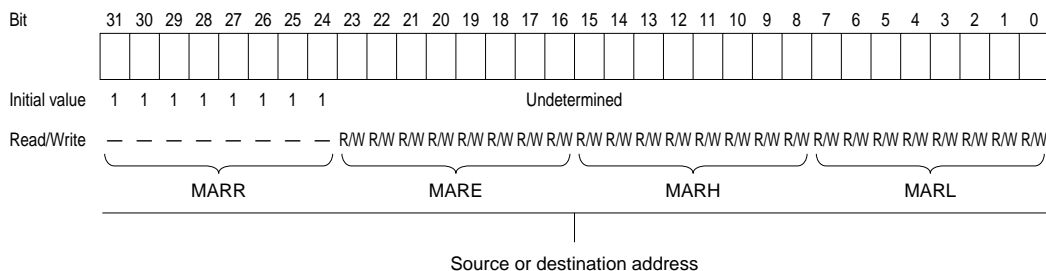 Bit 31 30 29 28 27 26 25 24 23 22 21 20 19 18 17 16 15 14 13 12 11 10 9 8 7 6 5 4 3 2 1 0
Initial value 1 1 1 1 1 1 1 1 Undetermined
Read/Write — — — — — — — — R/W R/W R/W R/W R/W R/W R/W R/W R/W R/W R/W R/W R/W R/W R/W R/W R/W R/W R/W R/W R/W R/W R/W R/W
MARR MARE MARH MARL
Source or destination address